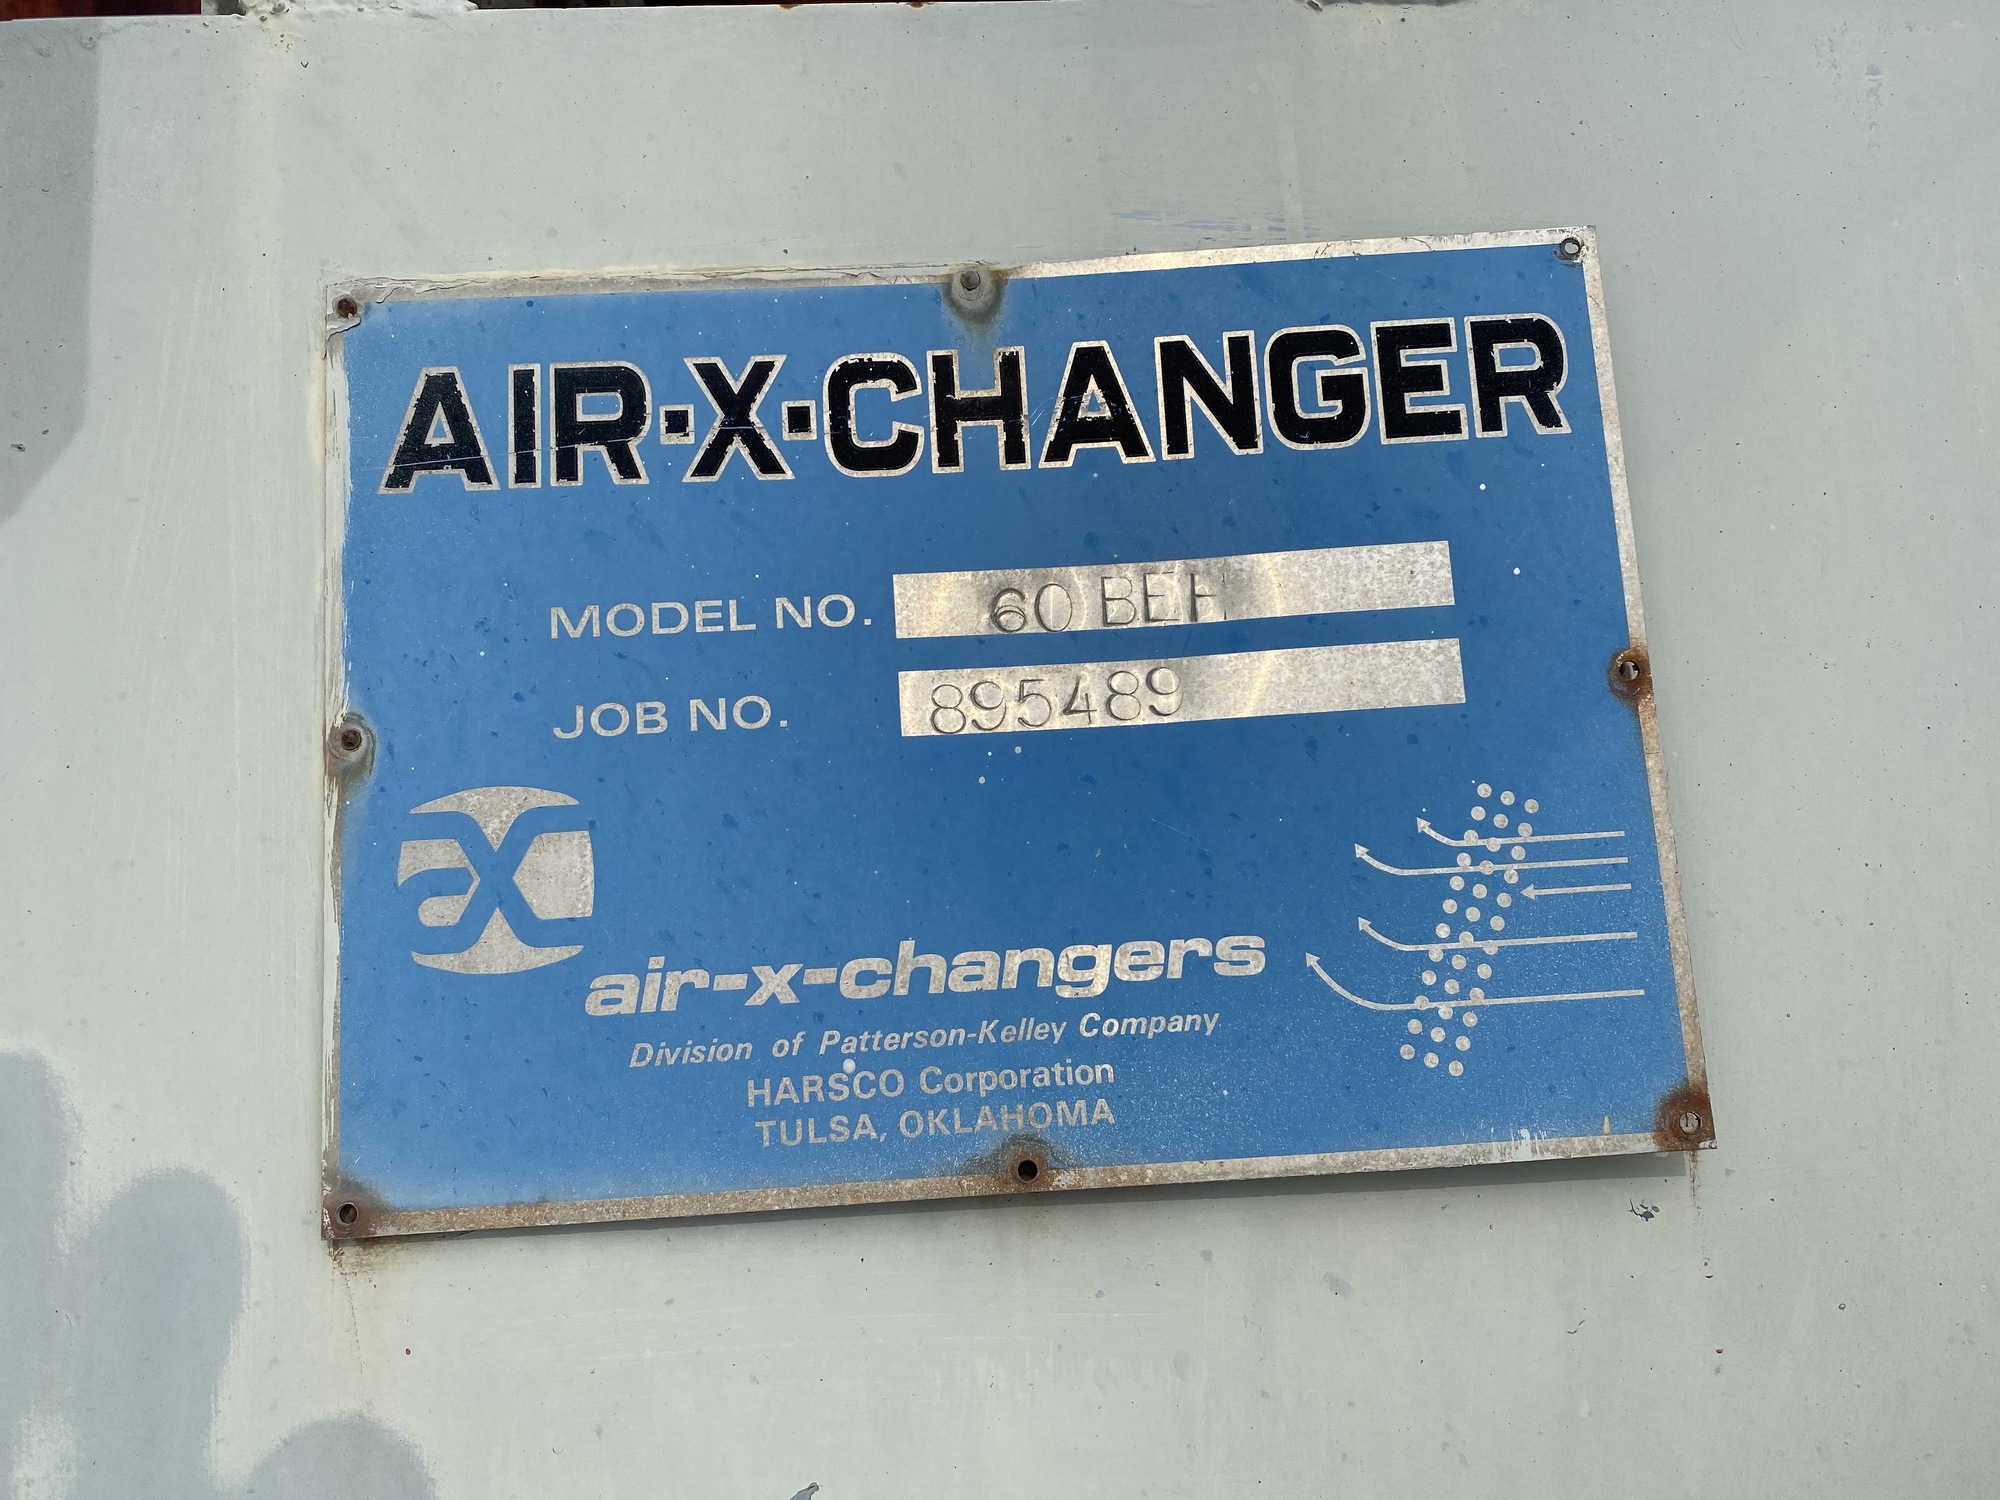 AIR·X·CHANGER
MODEL NO. 60 BEH
JOB NO. 895489
ax
air-x-changers
Division of Patterson-Kelley Company
HARSCO Corporation
TULSA, OKLAHOMA